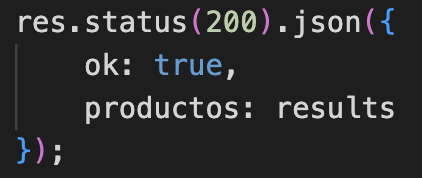 res.status(200).json({
    ok: true,
    productos: results
});